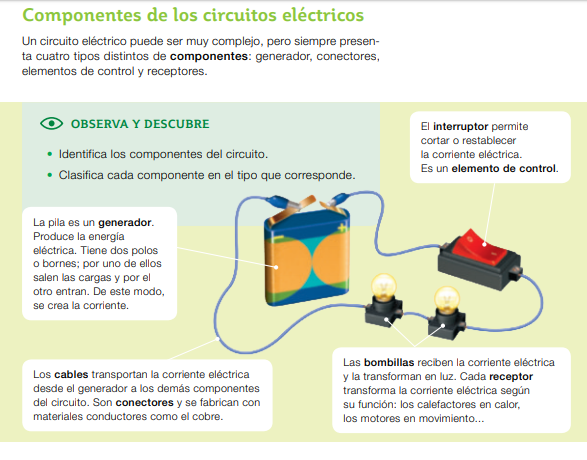 Componentes de los circuitos eléctricos
Un circuito eléctrico puede ser muy complejo, pero siempre presen-
ta cuatro tipos distintos de componentes: generador, conectores,
elementos de control y receptores.
OBSERVA Y DESCUBRE
• Identifica los componentes del circuito.
• Clasifica cada componente en el tipo que corresponde.
El interruptor permite
cortar o restablecer
la corriente eléctrica.
Es un elemento de control.
La pila es un generador.
Produce la energía
eléctrica. Tiene dos polos
o bornes; por uno de ellos
salen las cargas y por el
otro entran. De este modo,
se crea la corriente.
Los cables transportan la corriente eléctrica
desde el generador a los demás componentes
del circuito. Son conectores y se fabrican con
materiales conductores como el cobre.
Las bombillas reciben la corriente eléctrica
y la transforman en luz. Cada receptor
transforma la corriente eléctrica según
su función: los calefactores en calor,
los motores en movimiento...